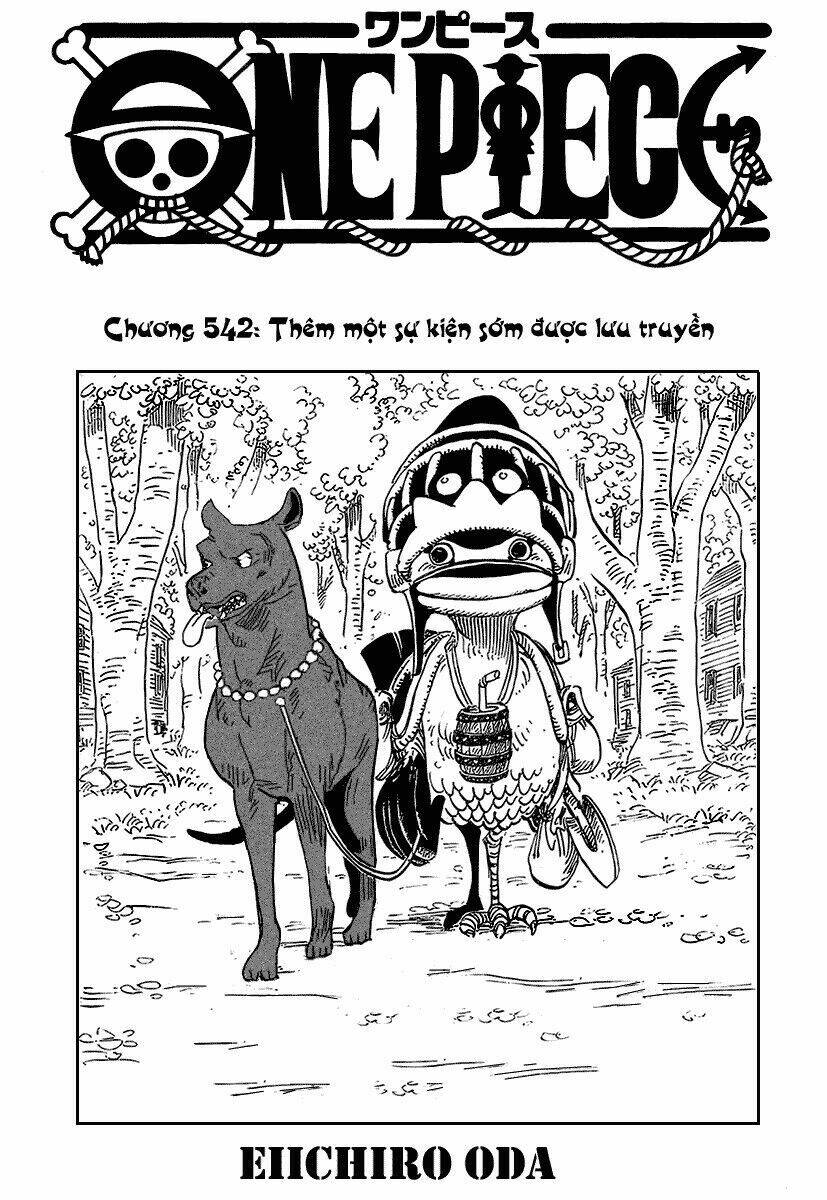 ワンピース
ONE PIECE
Chương 542: Thêm một sự kiện sớm được lưu truyền
EIICHIRO ODA